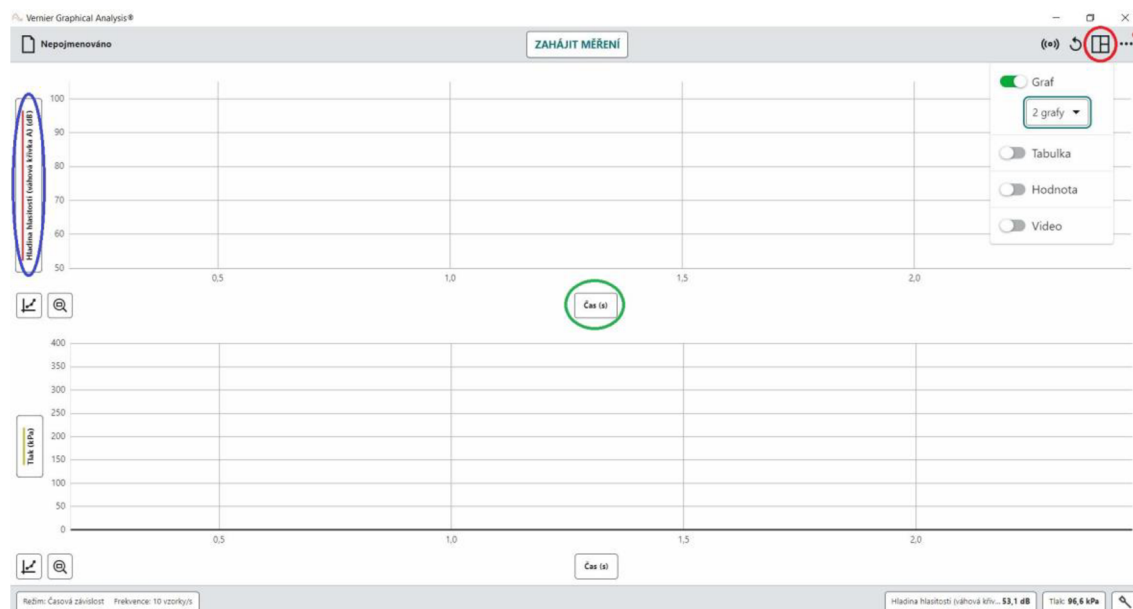 Vernier Graphical Analysis®
Nepojmenováno
ZAHÁJIT MĚŘENÍ
Graf
2 grafy
Tabulka
Hodnota
Video
Hladina hlasitosti (váhová křivka A) (dB)
100
90
80
70
60
50
0,5
1,0
1,5
2,0
Čas (s)
Tlak (kPa)
400
350
300
250
200
150
100
50
0
0,5
1,0
1,5
2,0
Čas (s)
Režim: Časová závislost Frekvence: 10 vzorky/s
Hladina hlasitosti (váhová křiv... 53,1 dB
Tlak: 96,6 kPa